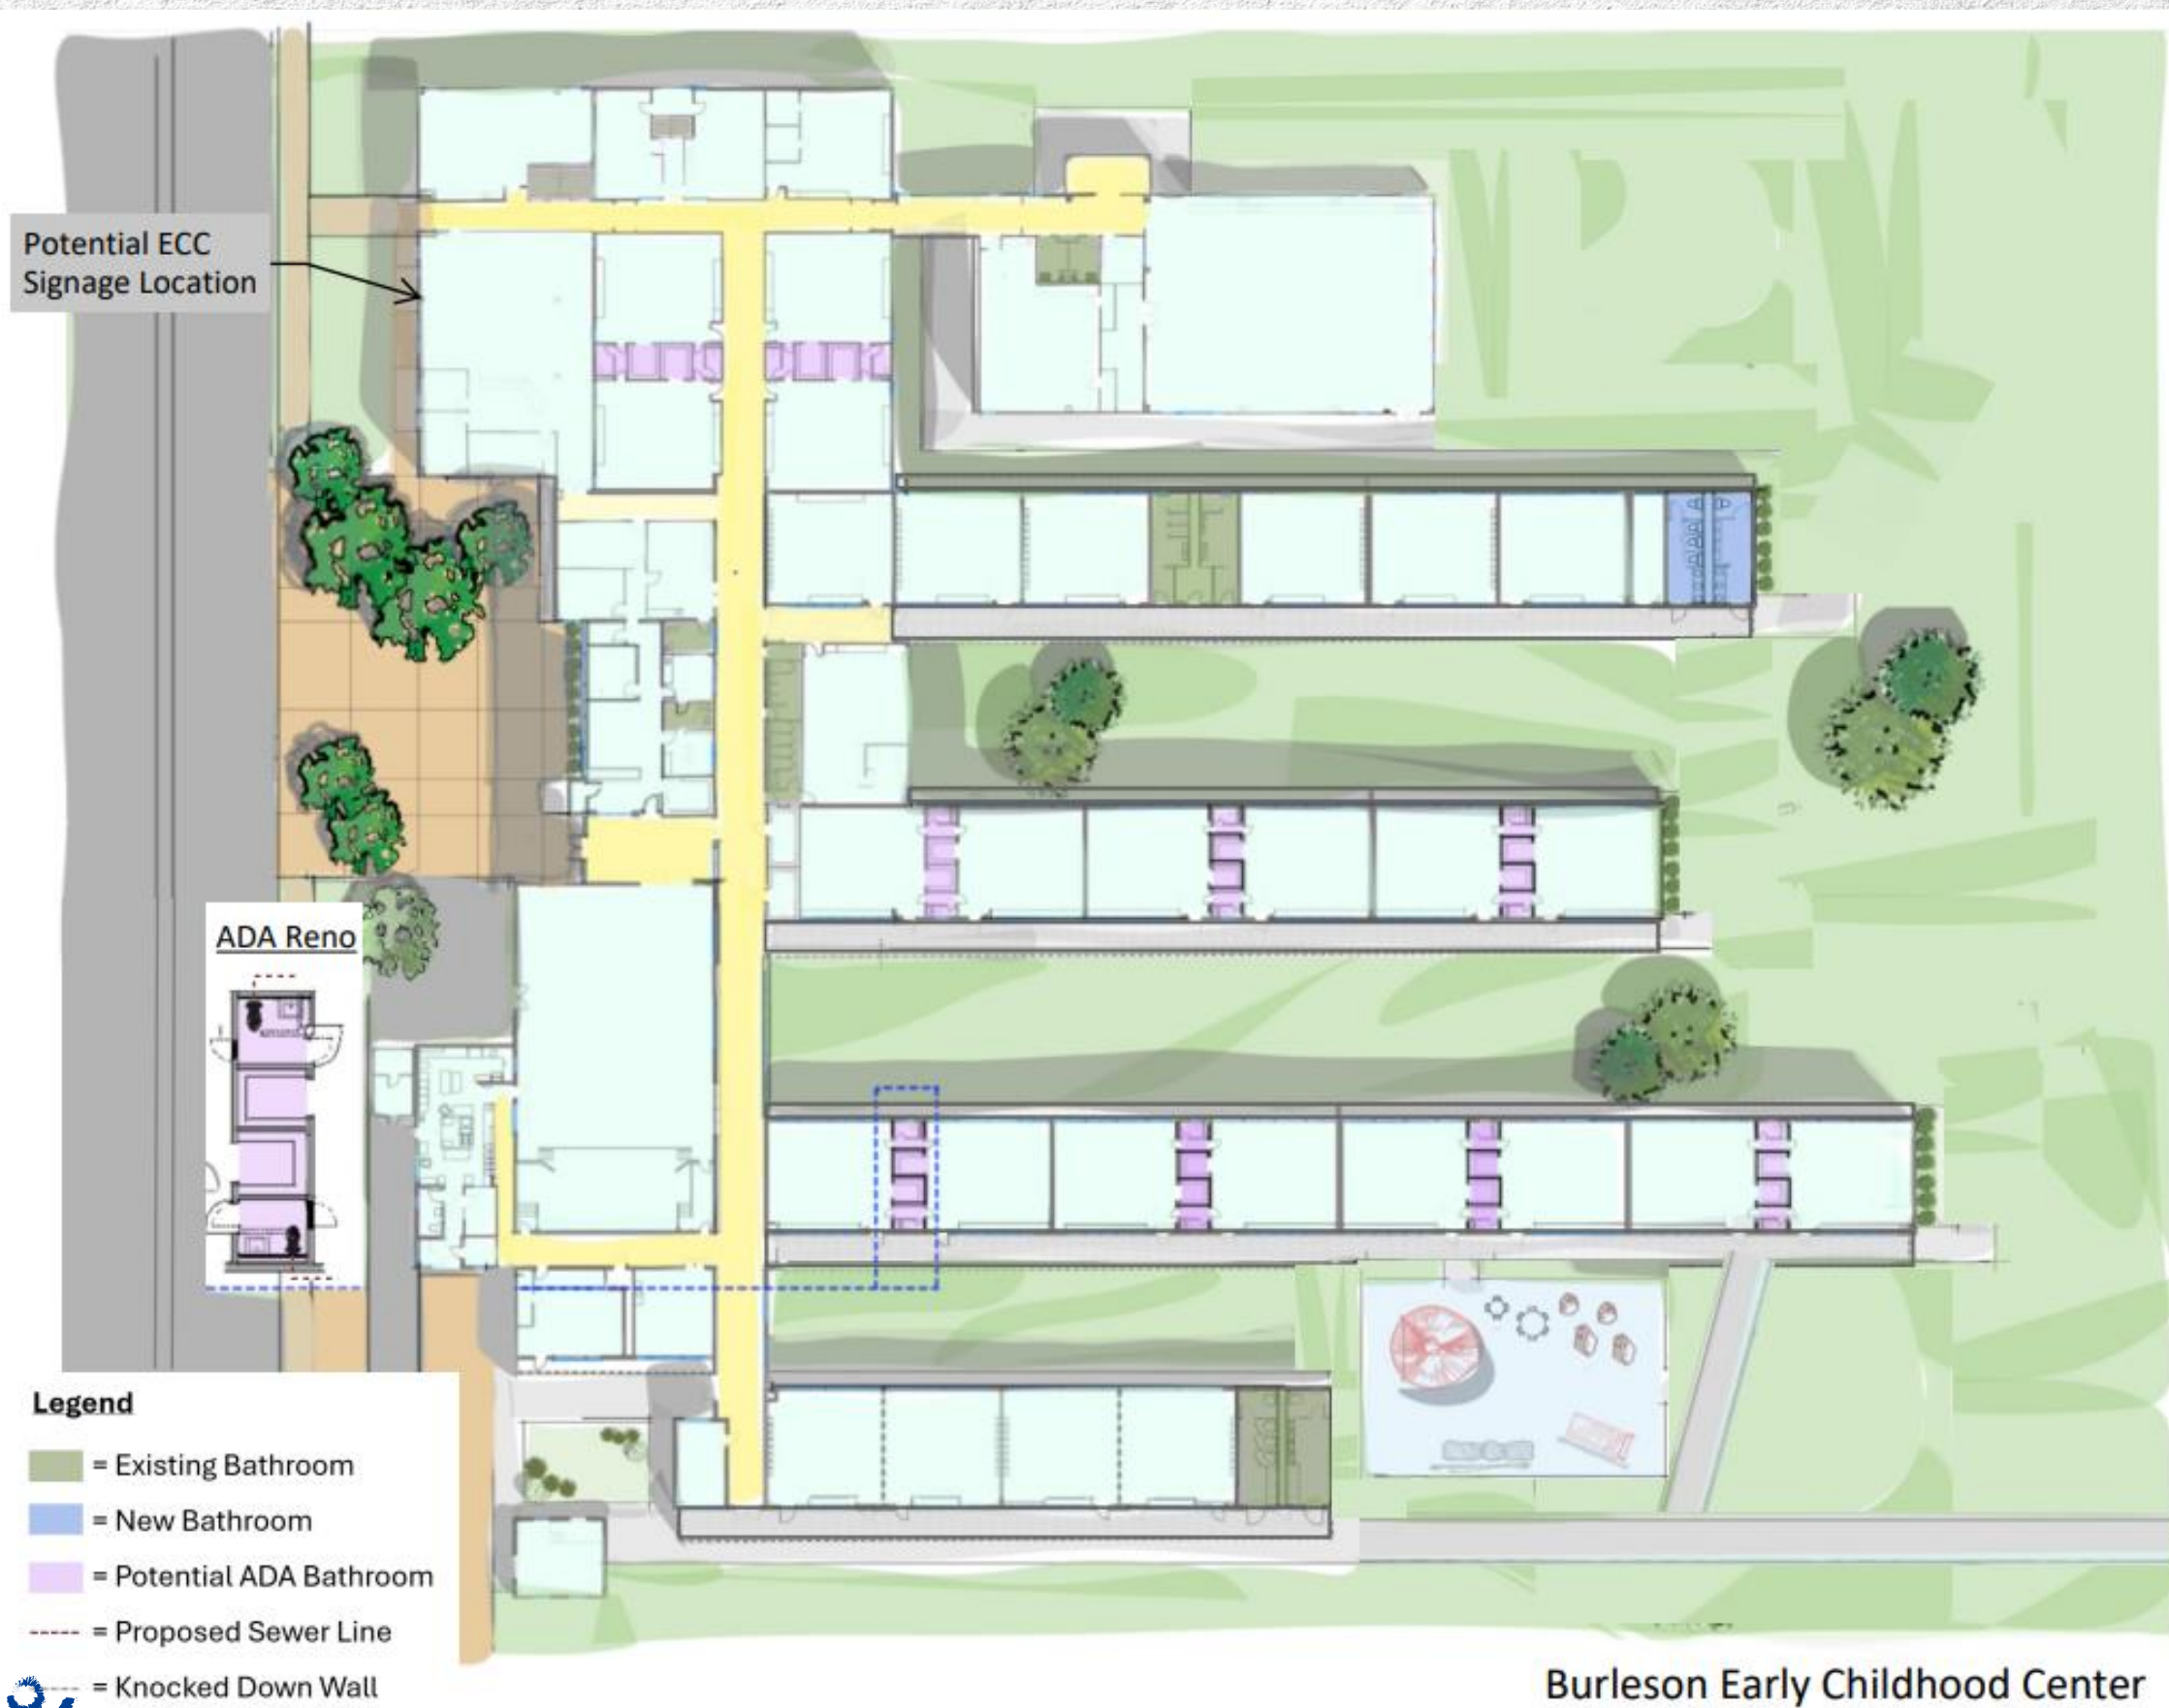 Potential ECC
Signage Location
ADA Reno
Legend
= Existing Bathroom
= New Bathroom
= Potential ADA Bathroom
= Proposed Sewer Line
= Knocked Down Wall
Burleson Early Childhood Center